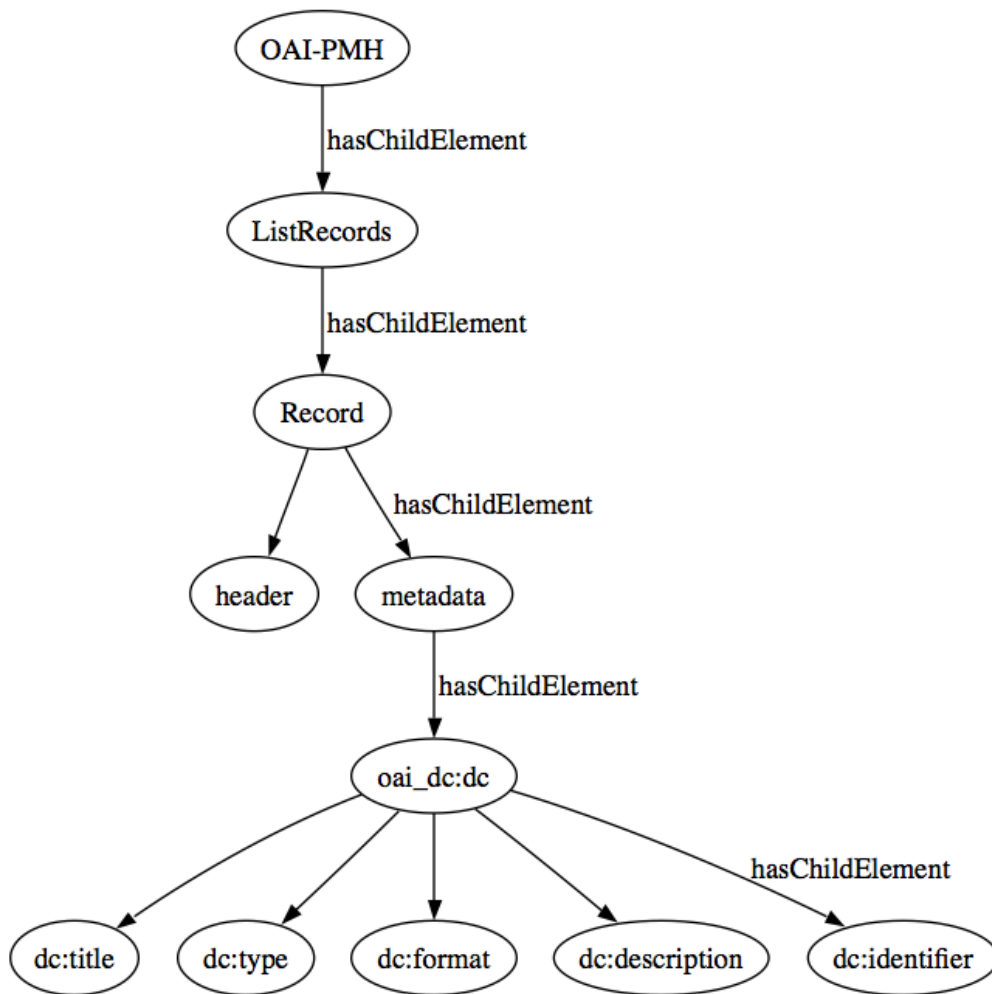 OAI-PMH
hasChildElement
ListRecords
hasChildElement
Record
hasChildElement
header
metadata
hasChildElement
oai_dc:dc
hasChildElement
dc:title
dc:type
dc:format
dc:description
dc:identifier